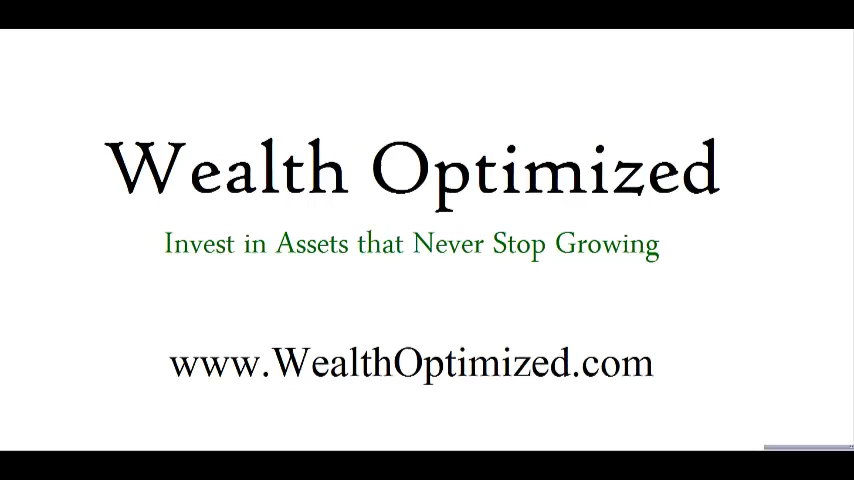 Wealth Optimized
Invest in Assets that Never Stop Growing
www.WealthOptimized.com